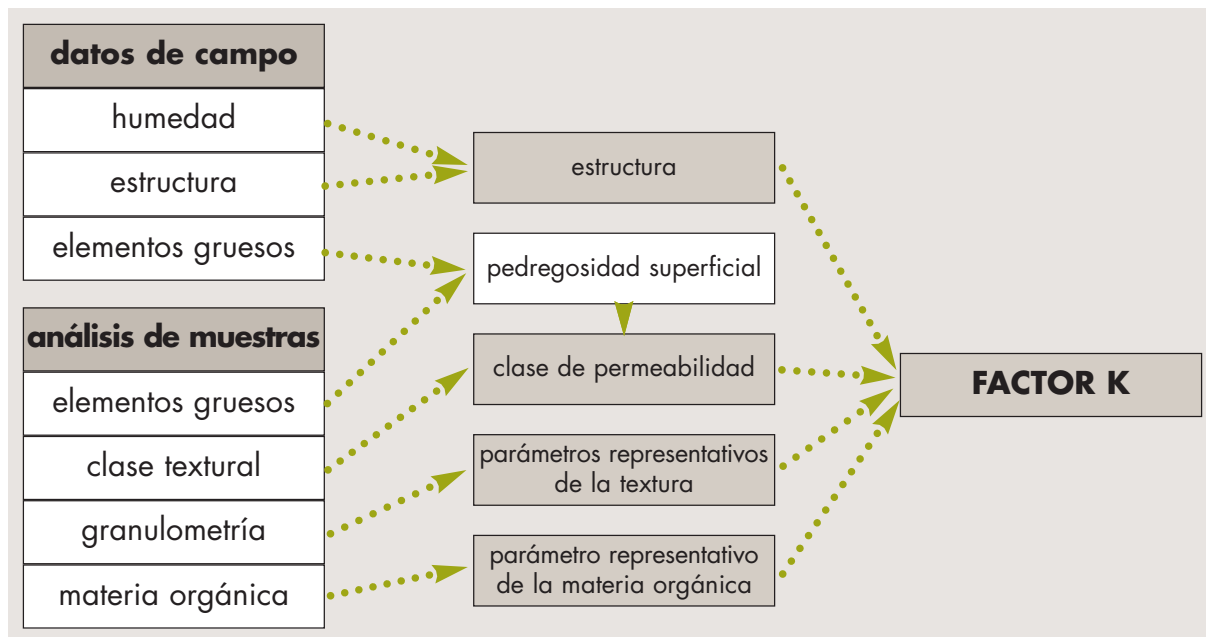 datos de campo
humedad
estructura
elementos gruesos
análisis de muestras
elementos gruesos
clase textural
granulometría
materia orgánica
estructura
pedregosidad superficial
clase de permeabilidad
parámetros representativos
de la textura
parámetro representativo
de la materia orgánica
FACTOR K